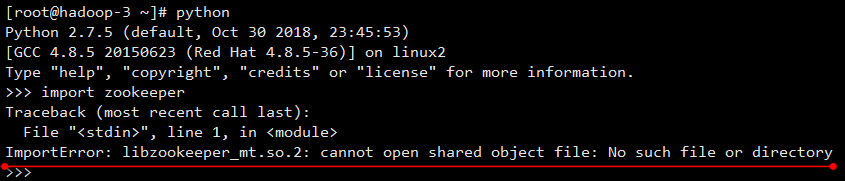 [root@hadoop-3 ~]# python
Python 2.7.5 (default, Oct 30 2018, 23:45:53)
[GCC 4.8.5 20150623 (Red Hat 4.8.5-36)] on linux2
Type "help", "copyright", "credits" or "license" for more information.
>>> import zookeeper
Traceback (most recent call last):
  File "<stdin>", line 1, in <module>
ImportError: libzookeeper_mt.so.2: cannot open shared object file: No such file or directory
>>>